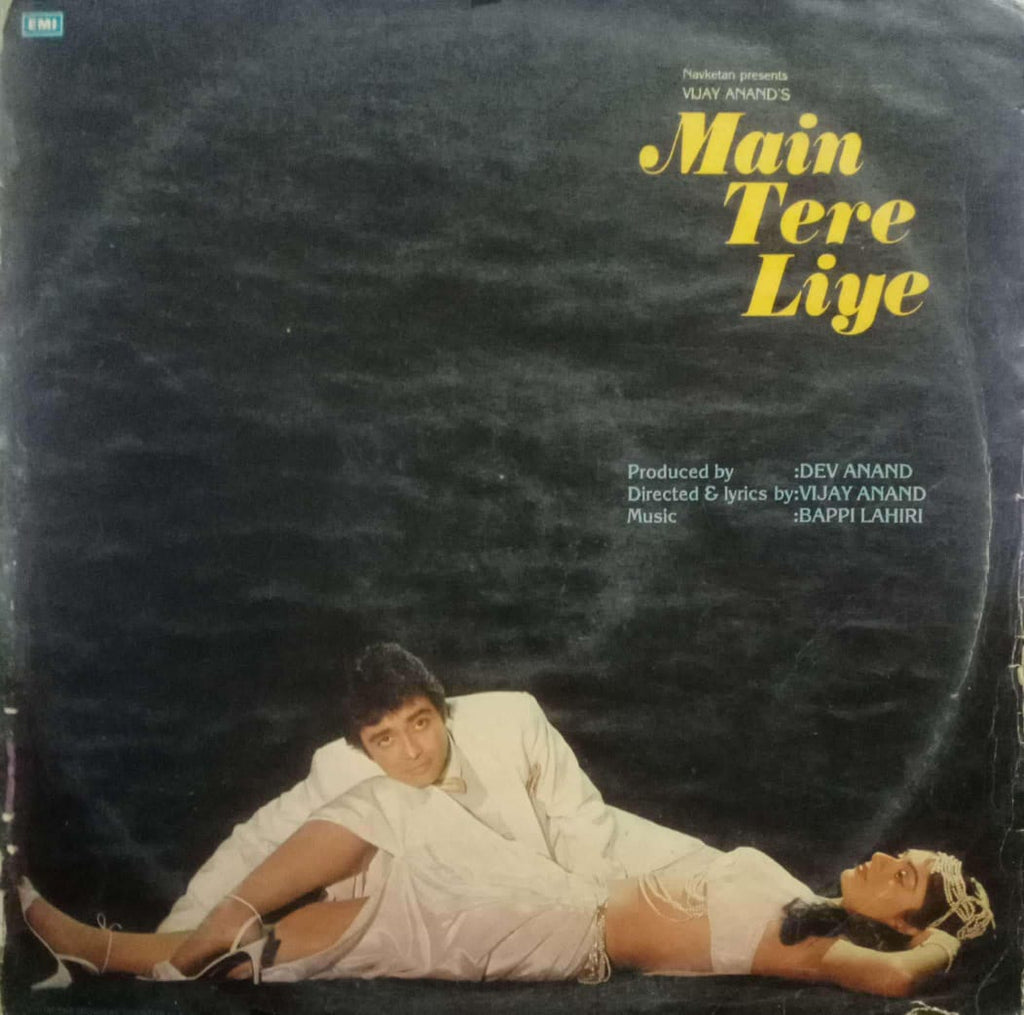 EMI
Navketan presents
VIJAY ANAND'S
Main
Tere
Liye
Produced by :DEV ANAND
Directed & lyrics by:VIJAY ANAND
Music :BAPPI LAHIRI